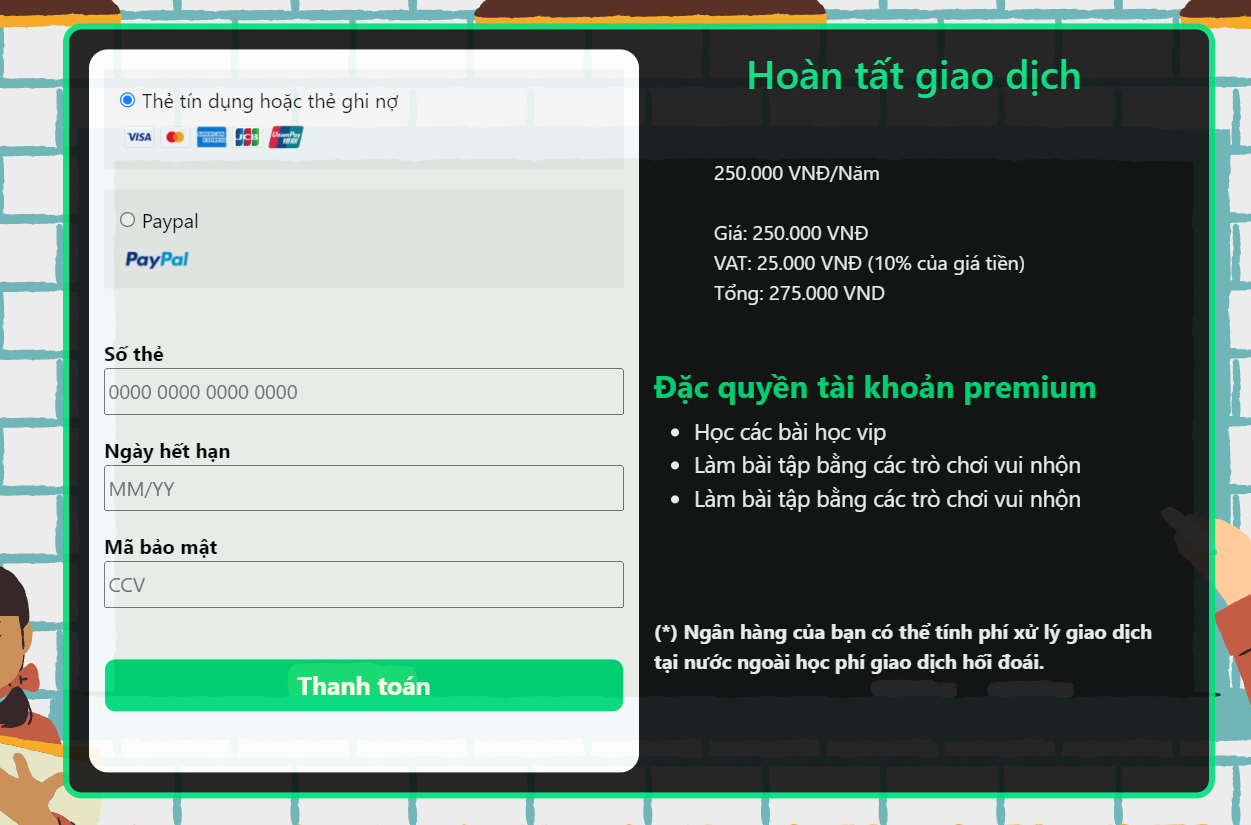 Thẻ tín dụng hoặc thẻ ghi nợ
VISA AMERICAN EXPRESS JCB UnionPay 银联
Paypal
PayPal
Số thẻ
0000 0000 0000 0000
Ngày hết hạn
MM/YY
Mã bảo mật
CCV
Thanh toán
Hoàn tất giao dịch
250.000 VNĐ/Năm
Giá: 250.000 VNĐ
VAT: 25.000 VNĐ (10% của giá tiền)
Tổng: 275.000 VND
Đặc quyền tài khoản premium
Học các bài học vip
Làm bài tập bằng các trò chơi vui nhộn
Làm bài tập bằng các trò chơi vui nhộn
(*) Ngân hàng của bạn có thể tính phí xử lý giao dịch
tại nước ngoài học phí giao dịch hối đoái.